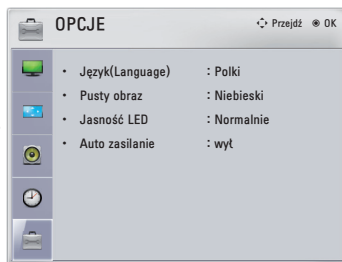 OPCJE Przejdź OK
• Język(Language) : Polki
• Pusty obraz : Niebieski
• Jasność LED : Normalnie
• Auto zasilanie : wył